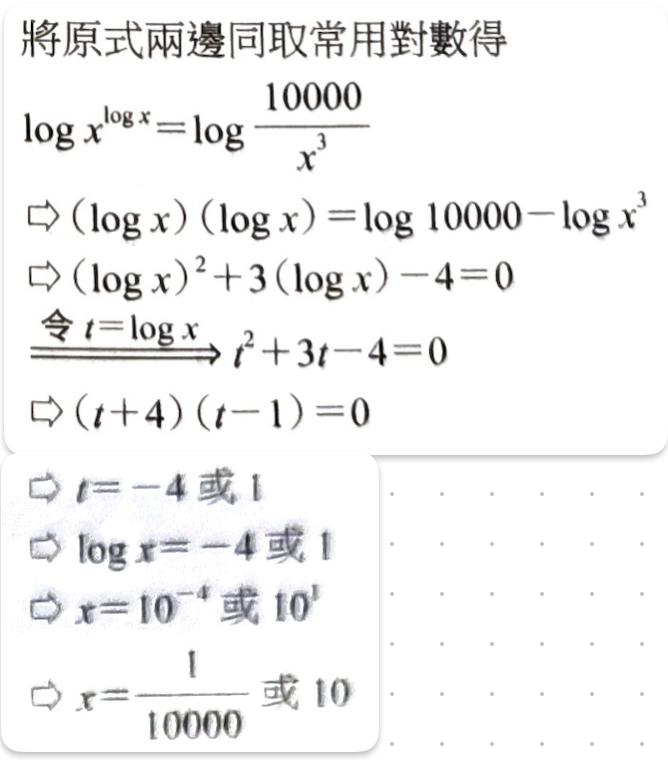 將原式兩邊同取常用對數得
log x^{log x} = log \frac{10000}{x^3}
⇨ (log x) (log x) = log 10000 − log x^3
⇨ (log x)^2 + 3(log x) − 4 = 0
令 t = log x ⟹ t^2 + 3t − 4 = 0
⇨ (t + 4) (t − 1) = 0
⇨ t = −4 或 1
⇨ log x = −4 或 1
⇨ x = 10^{−4} 或 10^1
⇨ x = \frac{1}{10000} 或 10